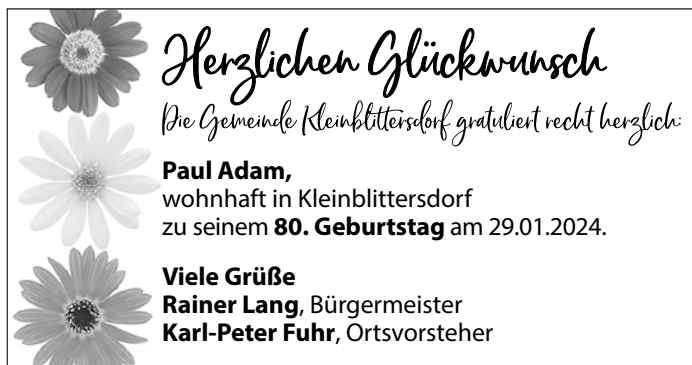 Herzlichen Glückwunsch
Die Gemeinde Kleinblittersdorf gratuliert recht herzlich:
Paul Adam,
wohnhaft in Kleinblittersdorf
zu seinem 80. Geburtstag am 29.01.2024.
Viele Grüße
Rainer Lang, Bürgermeister
Karl-Peter Fuhr, Ortsvorsteher